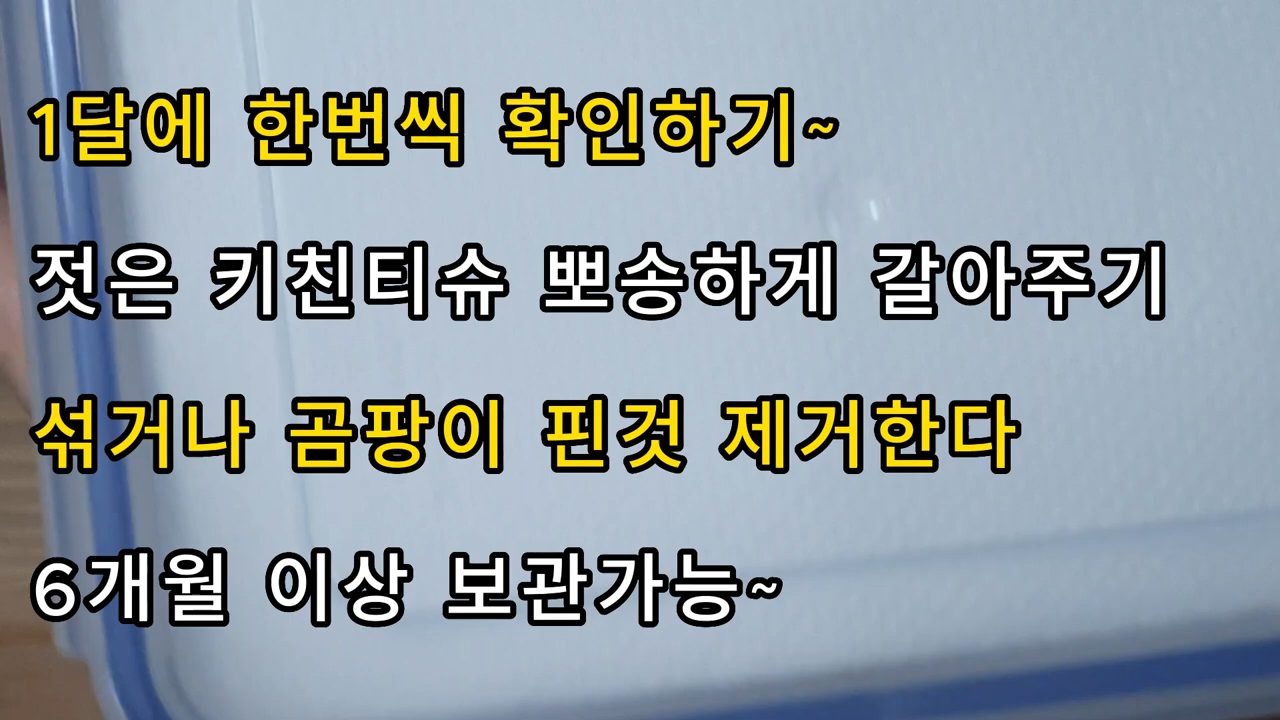 1달에 한번씩 확인하기~
젓은 키친티슈 뽀송하게 갈아주기
섞거나 곰팡이 핀것 제거한다
6개월 이상 보관가능~